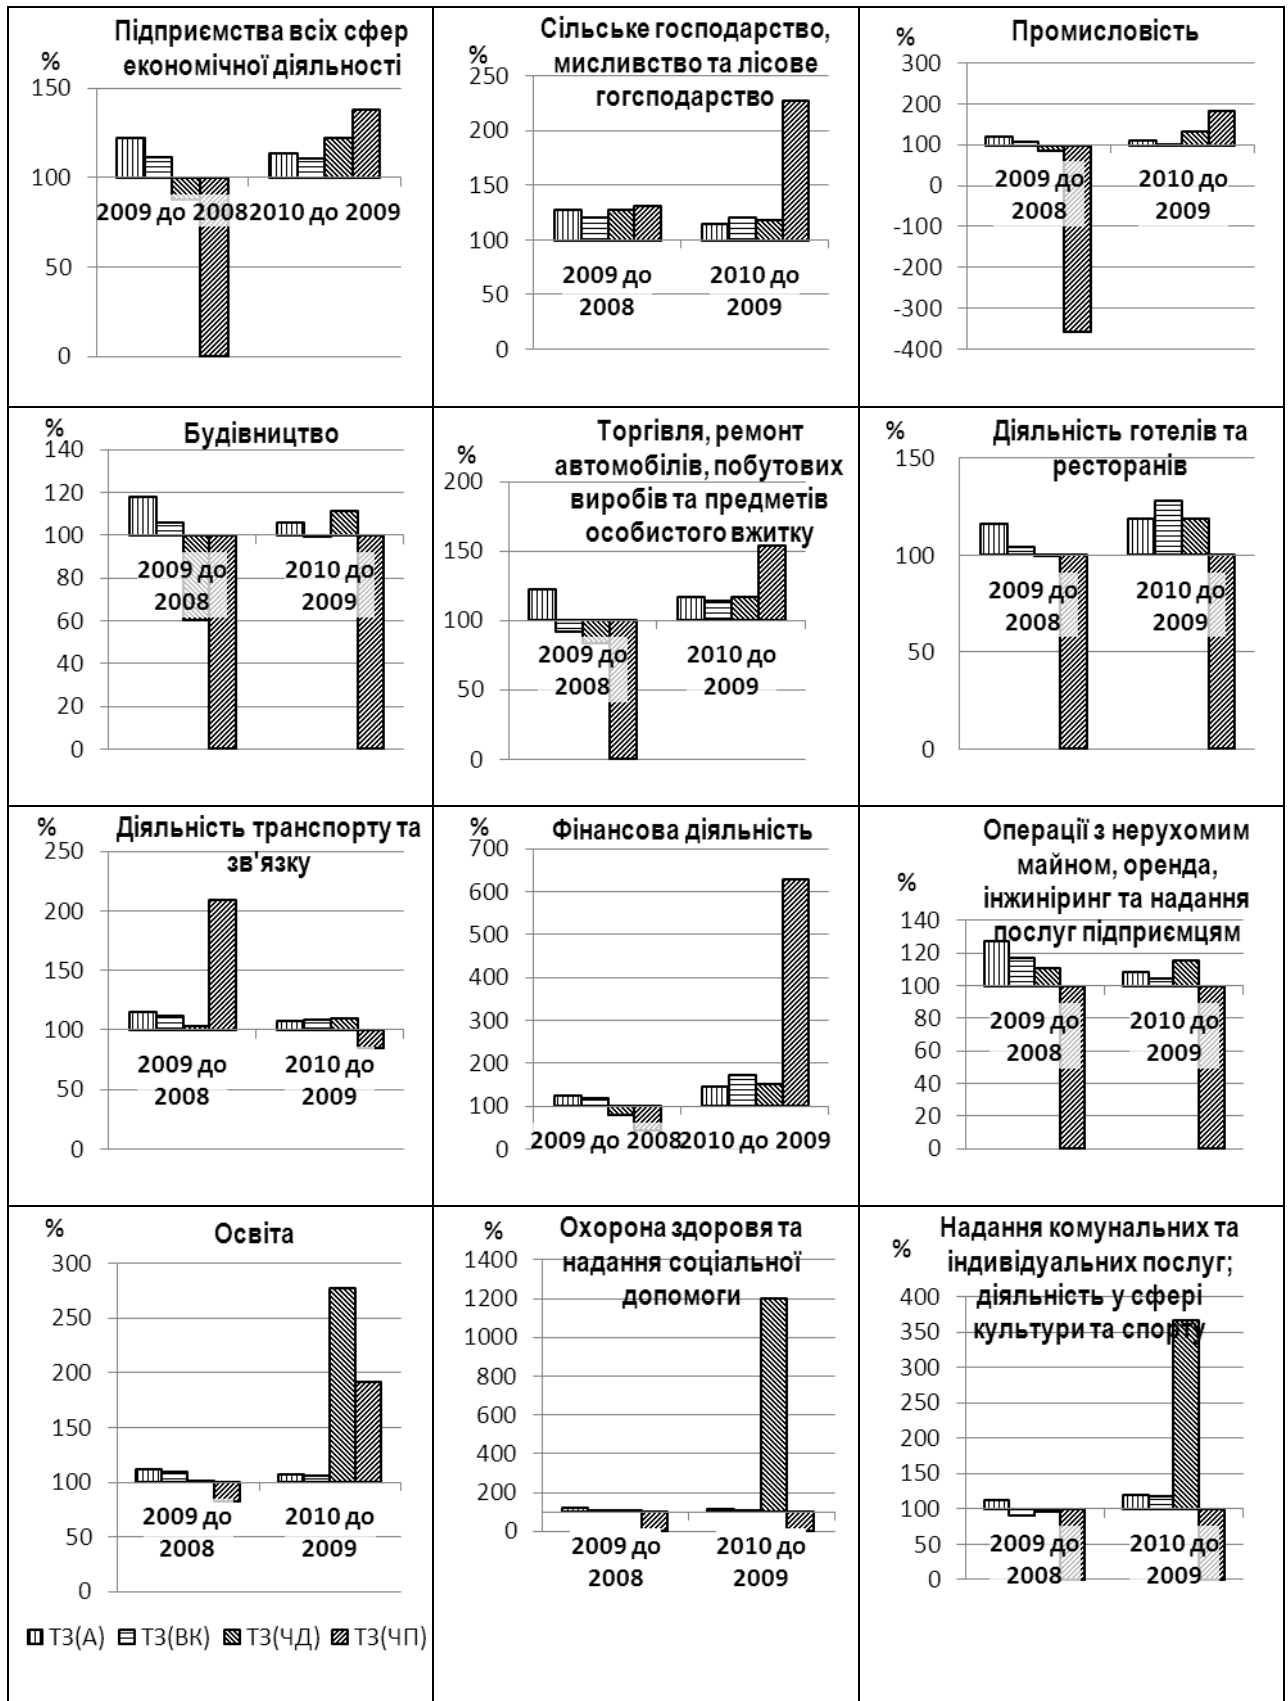 Підприємства всіх сфер
економічної діяльності
%
150
100
50
0
2009 до 2008
2010 до 2009
Сільське господарство,
мисливство та лісове
гогсподарство
%
250
200
150
100
50
0
2009 до
2008
2010 до
2009
Промисловість
%
300
200
100
0
-100
-200
-300
-400
2009 до
2008
2010 до
2009
Будівництво
%
140
120
100
80
60
40
20
0
2009 до
2008
2010 до
2009
Торгівля, ремонт
автомобілів, побутових
виробів та предметів
особистого вжитку
%
200
150
100
50
0
2009 до
2008
2010 до
2009
Діяльність готелів та
ресторанів
%
150
100
50
0
2009 до
2008
2010 до
2009
Діяльність транспорту та
зв'язку
%
250
200
150
100
50
0
2009 до
2008
2010 до
2009
Фінансова діяльність
%
700
600
500
400
300
200
100
0
2009 до 2008
2010 до 2009
Операції з нерухомим
майном, оренда,
інжиніринг та надання
послуг підприємцям
%
140
120
100
80
60
40
20
0
2009 до
2008
2010 до
2009
Освіта
%
300
250
200
150
100
50
0
2009 до
2008
2010 до
2009
ТЗ(А) ТЗ(ВК) ТЗ(ЧД) ТЗ(ЧП)
Охорона здоровя та
надання соціальної
допомоги
%
1400
1200
1000
800
600
400
200
0
2009 до
2008
2010 до
2009
Надання комунальних та
індивідуальних послуг;
діяльність у сфері
культури та спорту
%
400
350
300
250
200
150
100
50
0
2009 до
2008
2010 до
2009